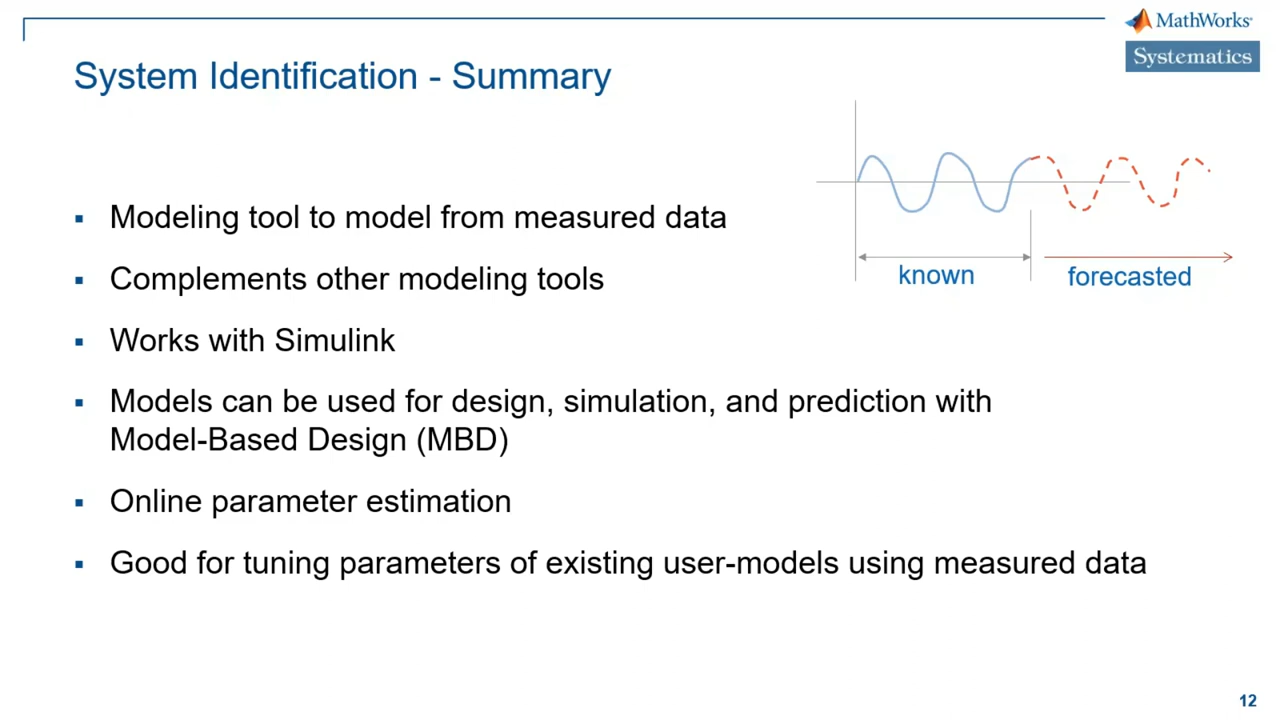 MathWorks
Systematics
System Identification - Summary
known
forecasted
▪ Modeling tool to model from measured data
▪ Complements other modeling tools
▪ Works with Simulink
▪ Models can be used for design, simulation, and prediction with
Model-Based Design (MBD)
▪ Online parameter estimation
▪ Good for tuning parameters of existing user-models using measured data
12